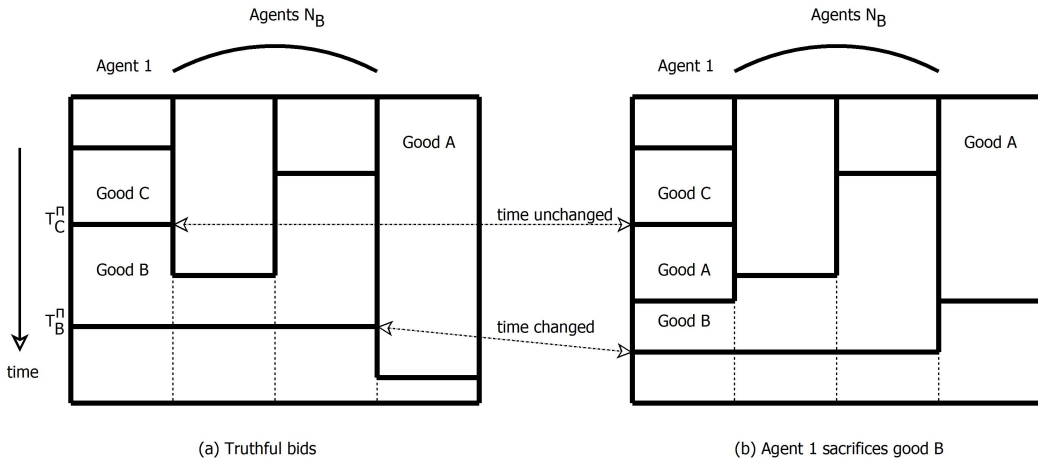 Agents N_B
Agents N_B
Agent 1
Agent 1
Good A
Good A
Good C
Good C
T_C^Π
time unchanged
Good B
Good A
T_B^Π
time changed
Good B
time
(a) Truthful bids
(b) Agent 1 sacrifices good B